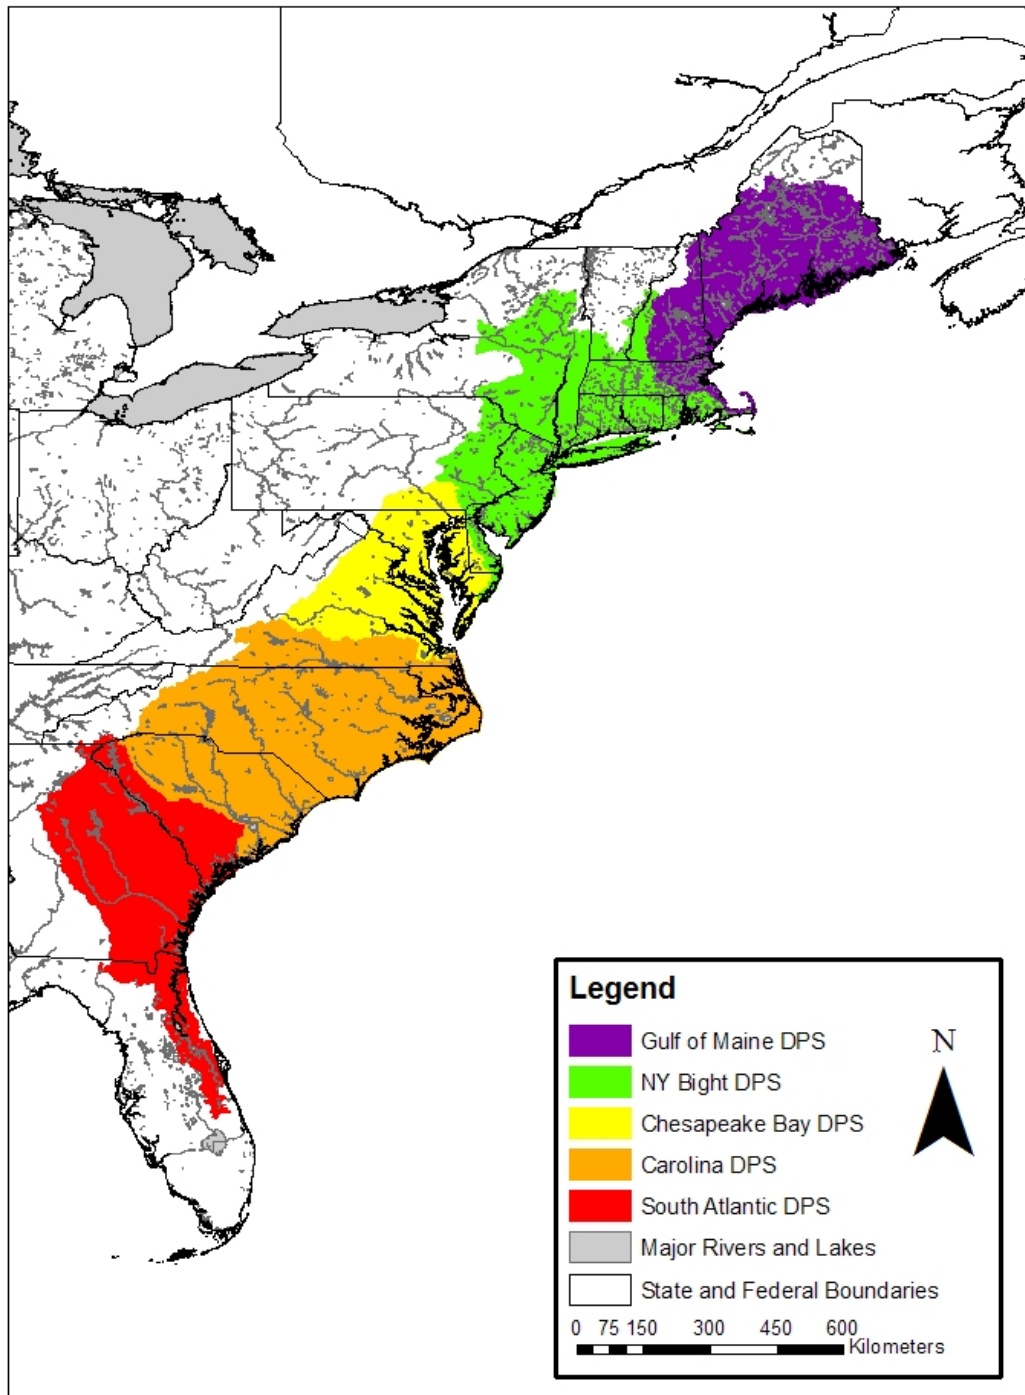 Legend
Gulf of Maine DPS
N
NY Bight DPS
Chesapeake Bay DPS
Carolina DPS
South Atlantic DPS
Major Rivers and Lakes
State and Federal Boundaries
0 75 150 300 450 600
Kilometers